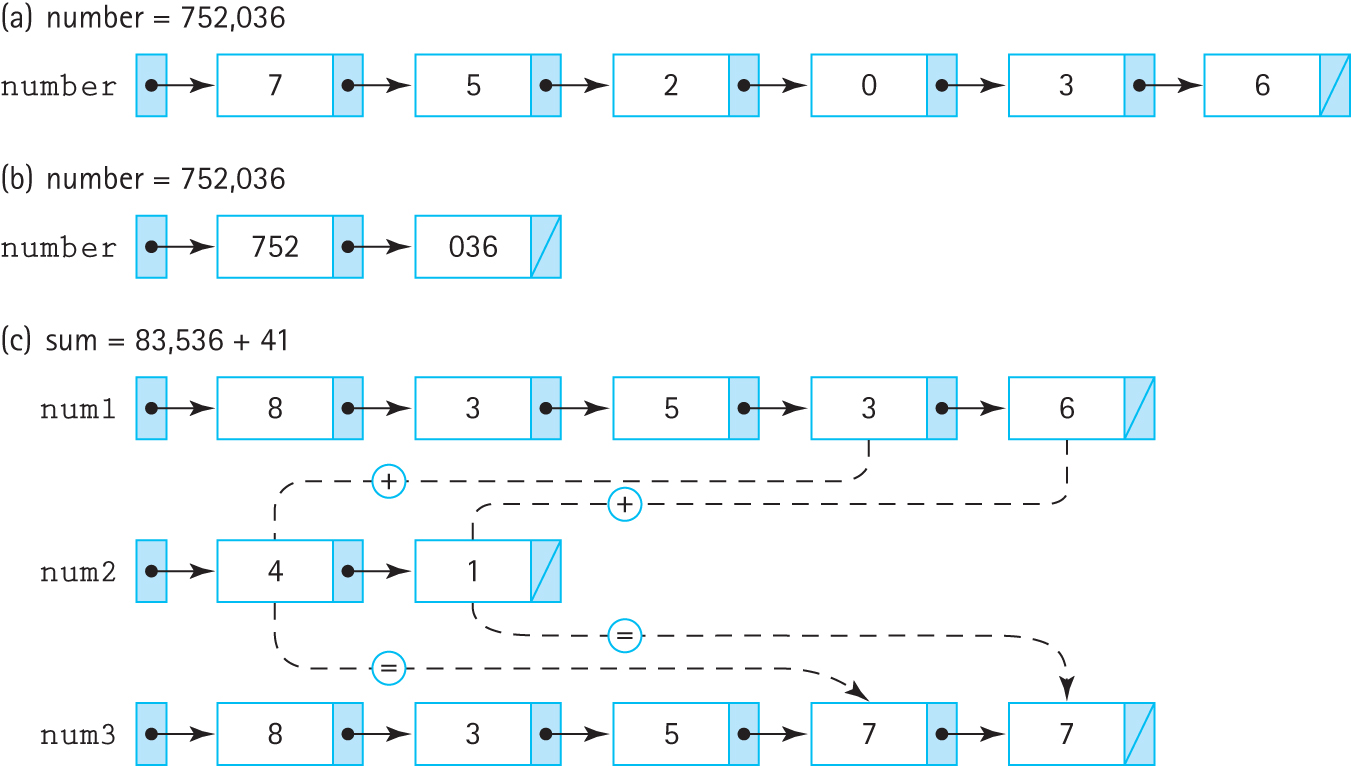 (a) number = 752,036
number 7 5 2 0 3 6
(b) number = 752,036
number 752 036
(c) sum = 83,536 + 41
num1 8 3 5 3 6
+
+
num2 4 1
=
=
num3 8 3 5 7 7